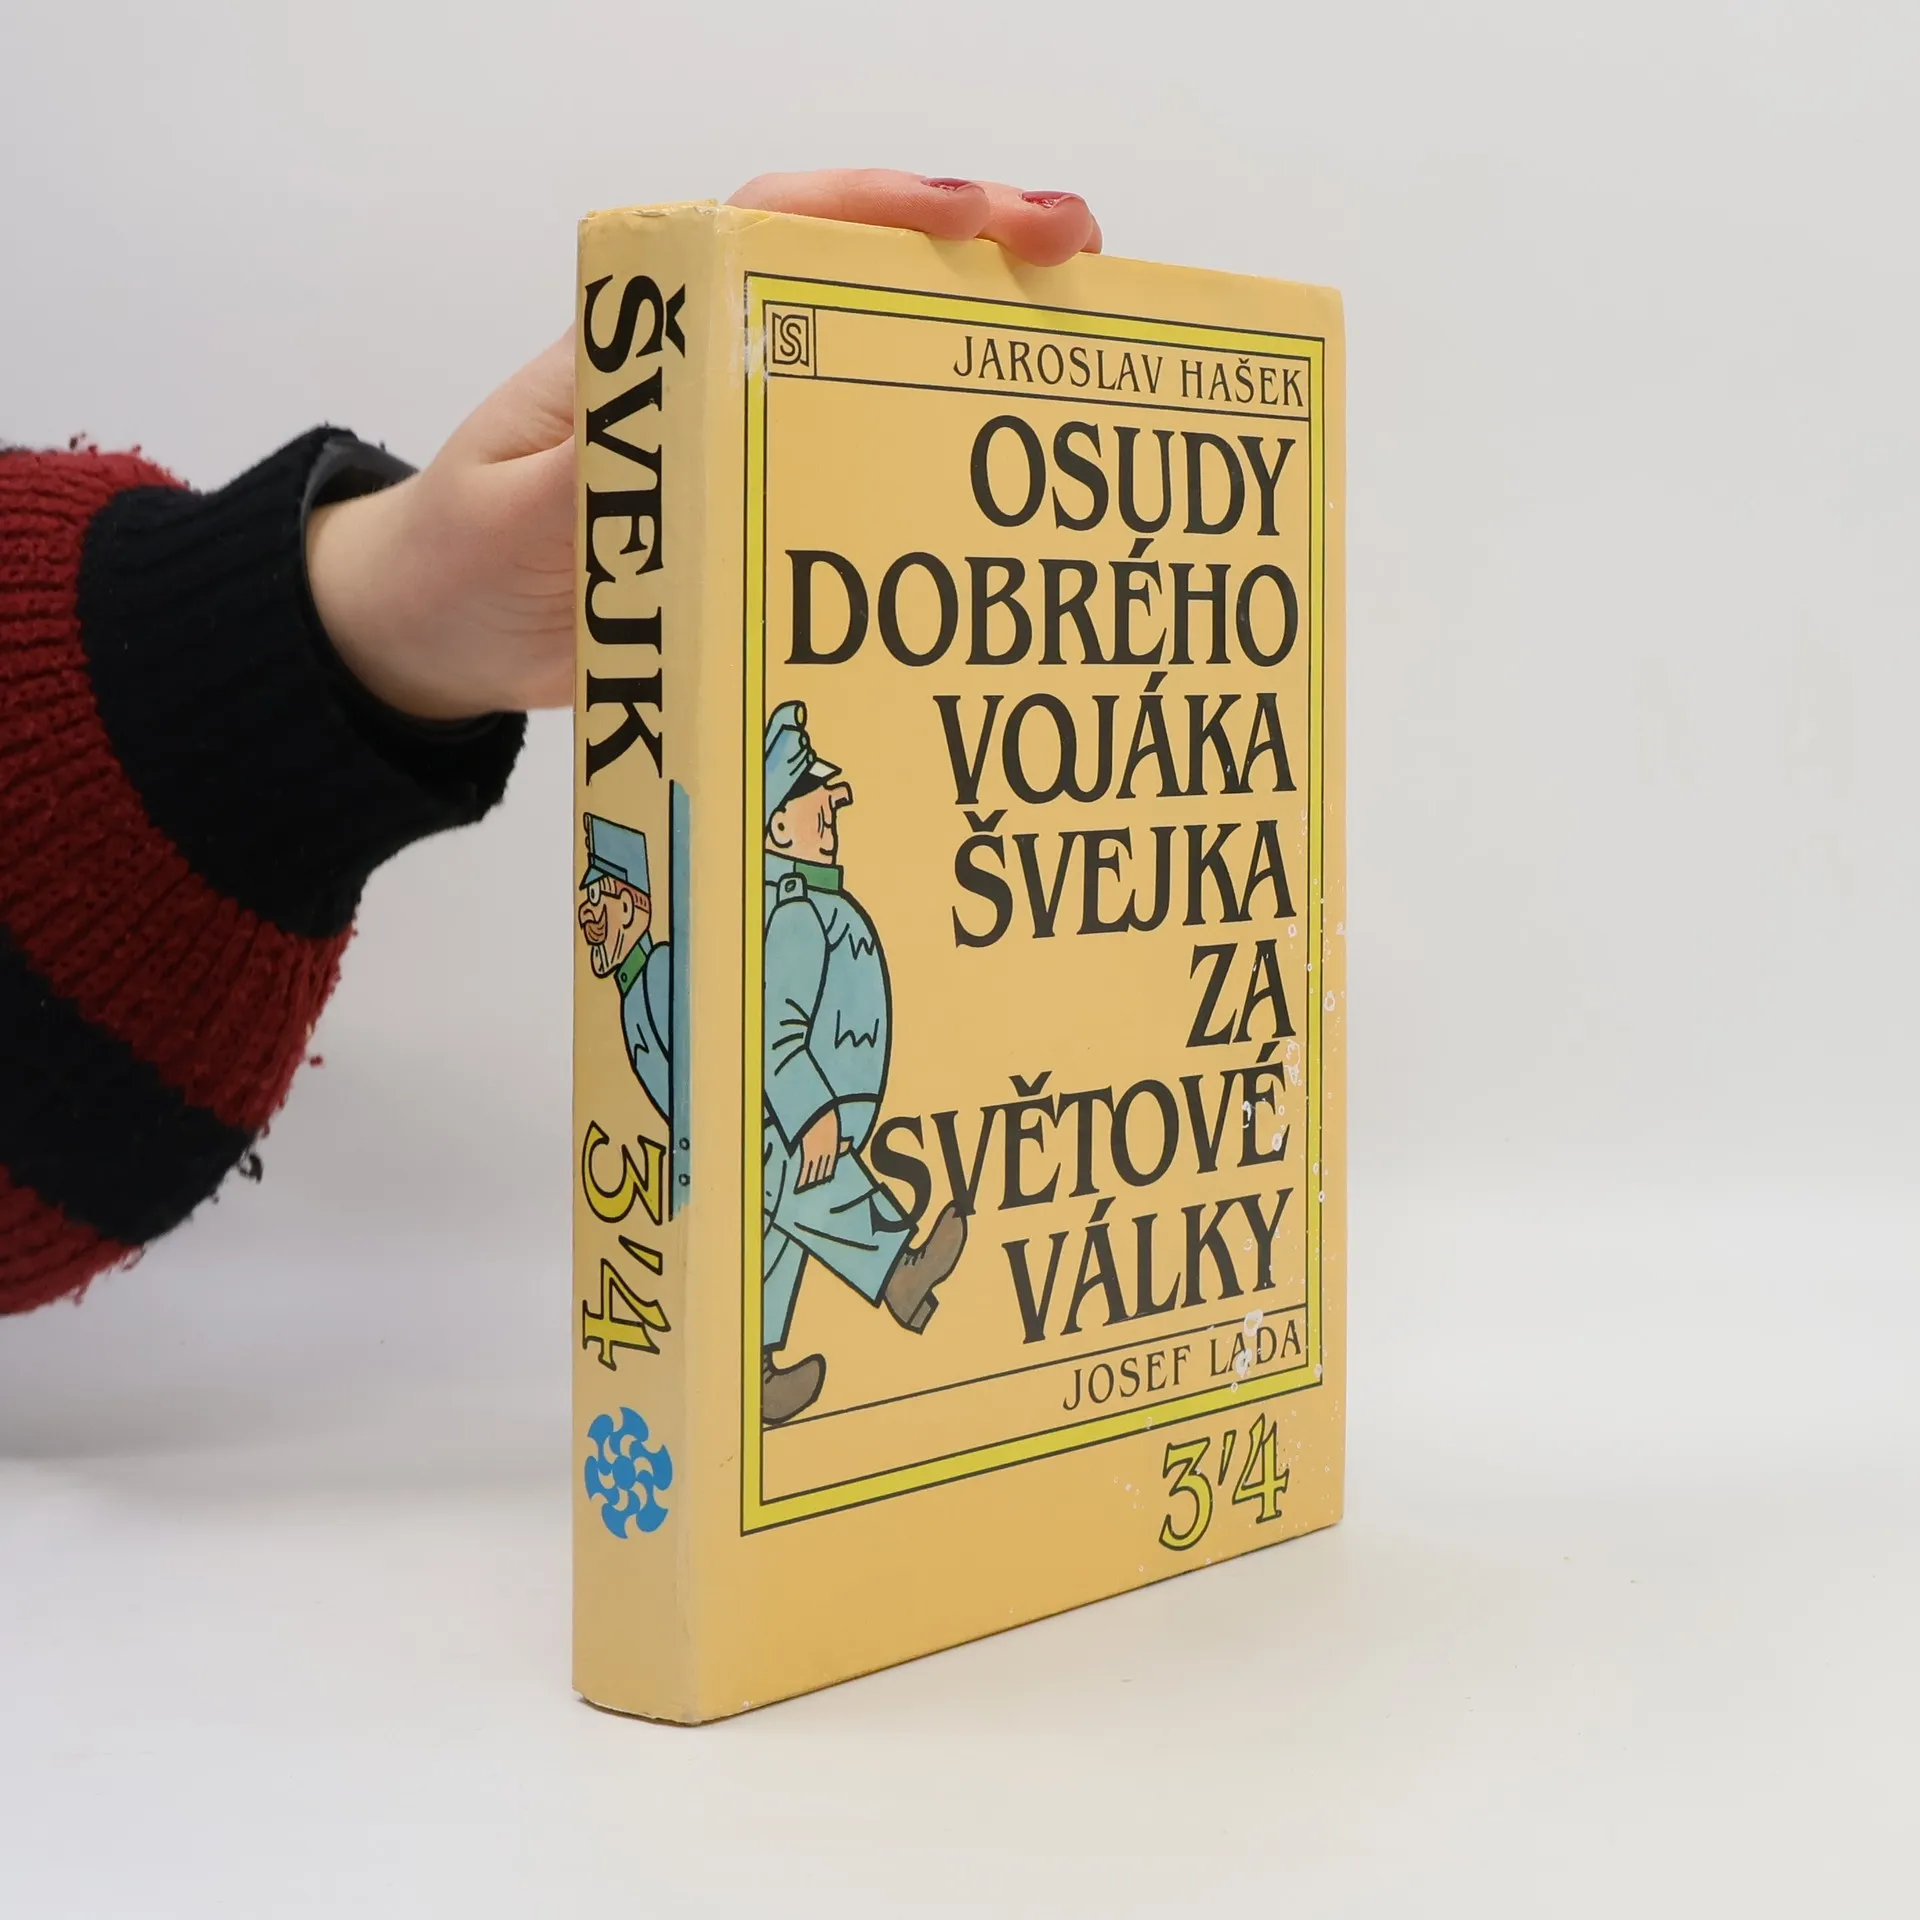 ŠVEJK 3'4
S
JAROSLAV HAŠEK
OSUDY
DOBRÉHO
VOJÁKA
ŠVEJKA
ZA
SVĚTOVÉ
VÁLKY
JOSEF LADA
3'4